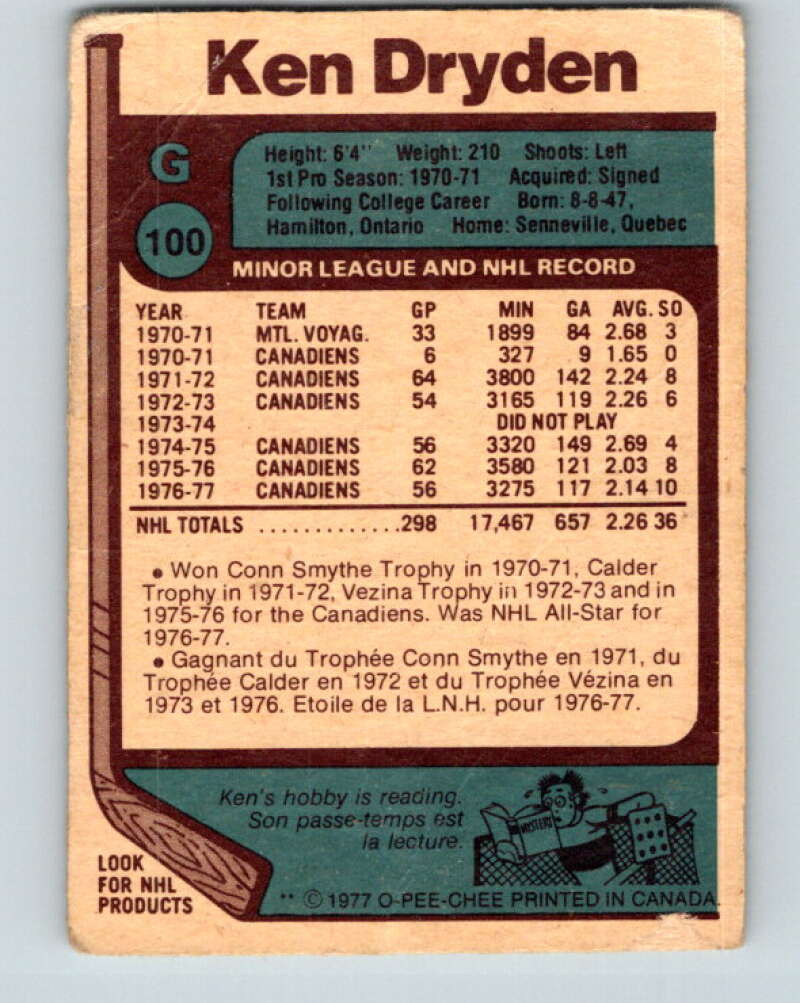 Ken Dryden
G
100
Height: 6'4" Weight: 210 Shoots: Left
1st Pro Season: 1970-71 Acquired: Signed
Following College Career Born: 8-8-47,
Hamilton, Ontario Home: Senneville, Quebec
MINOR LEAGUE AND NHL RECORD
YEAR TEAM GP MIN GA AVG. SO
1970-71 MTL. VOYAG. 33 1899 84 2.68 3
1970-71 CANADIENS 6 327 9 1.65 0
1971-72 CANADIENS 64 3800 142 2.24 8
1972-73 CANADIENS 54 3165 119 2.26 6
1973-74 DID NOT PLAY
1974-75 CANADIENS 56 3320 149 2.69 4
1975-76 CANADIENS 62 3580 121 2.03 8
1976-77 CANADIENS 56 3275 117 2.14 10
NHL TOTALS .............298 17,467 657 2.26 36
• Won Conn Smythe Trophy in 1970-71, Calder
Trophy in 1971-72, Vezina Trophy in 1972-73 and in
1975-76 for the Canadiens. Was NHL All-Star for
1976-77.
• Gagnant du Trophée Conn Smythe en 1971, du
Trophée Calder en 1972 et du Trophée Vézina en
1973 et 1976. Etoile de la L.N.H. pour 1976-77.
Ken's hobby is reading.
Son passe-temps est
la lecture.
MYSTERY
LOOK
FOR NHL
PRODUCTS
** © 1977 O-PEE-CHEE PRINTED IN CANADA.